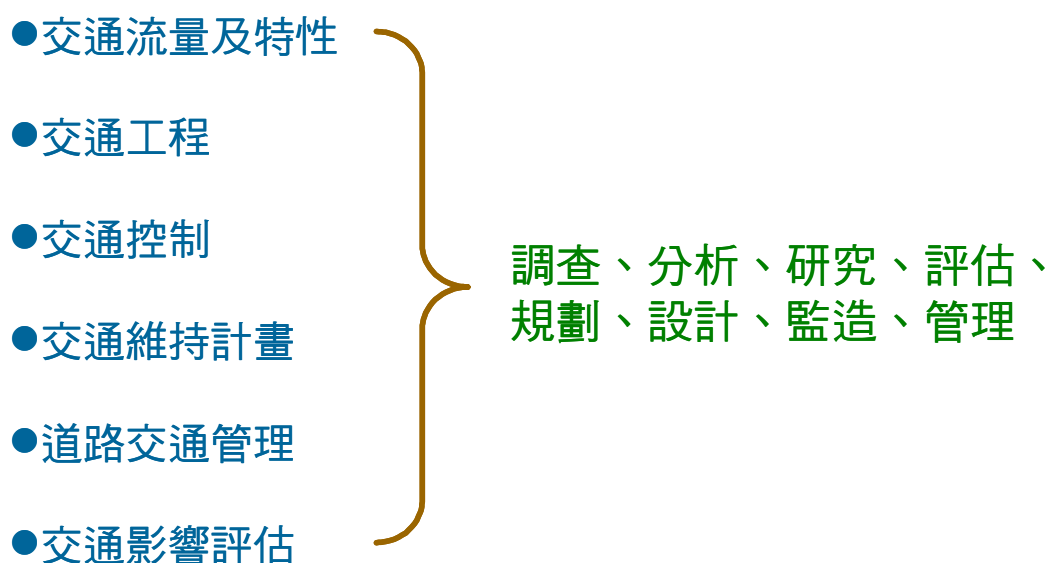 ●交通流量及特性
●交通工程
●交通控制
●交通維持計畫
●道路交通管理
●交通影響評估
調查、分析、研究、評估、
規劃、設計、監造、管理